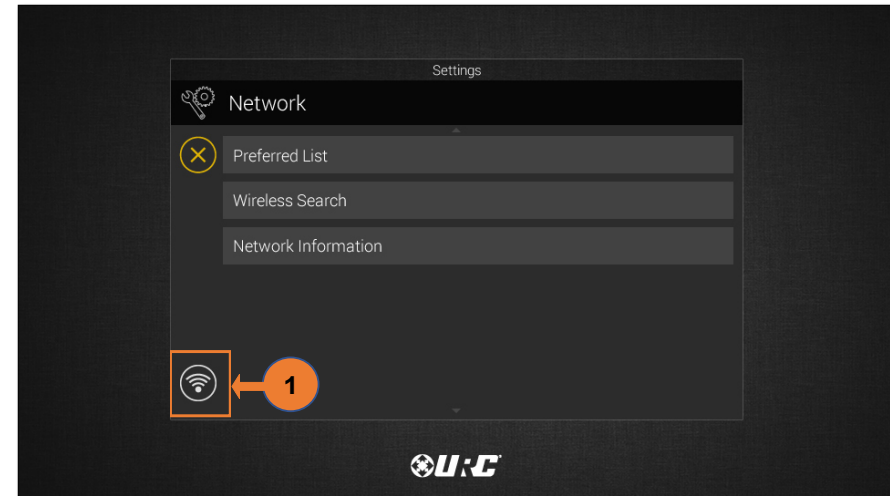 Settings
Network
Preferred List
Wireless Search
Network Information
1
URC